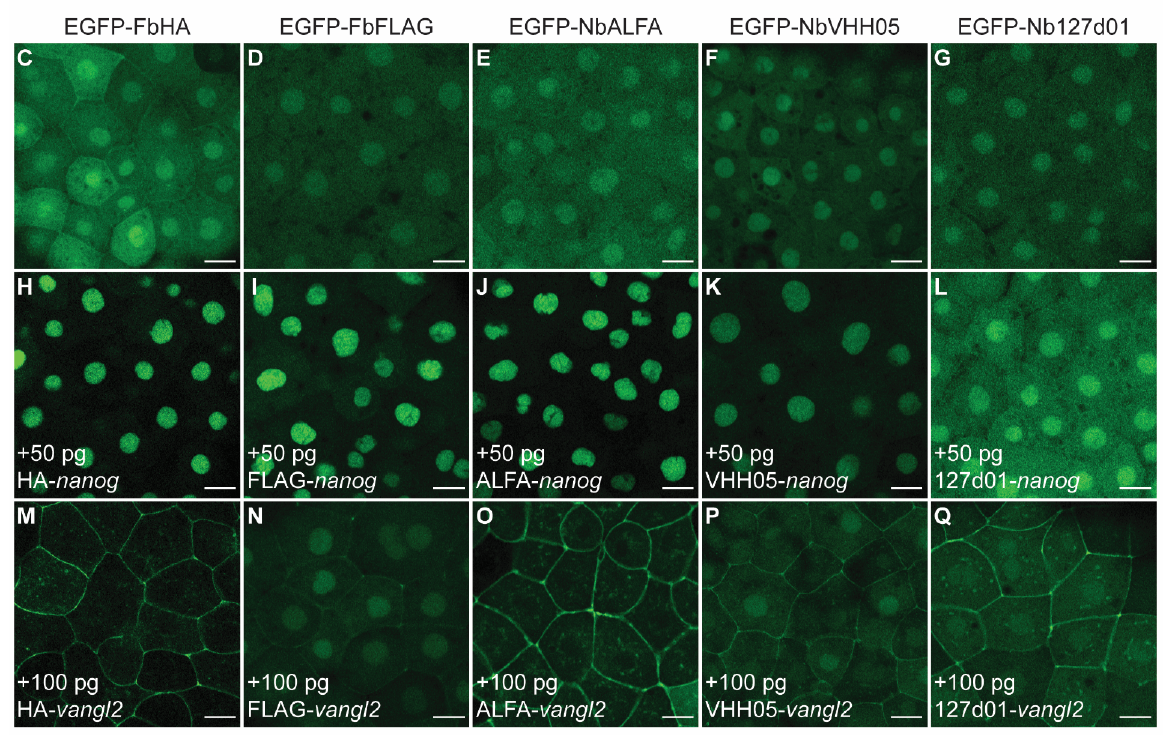 EGFP-FbHA EGFP-FbFLAG EGFP-NbALFA EGFP-NbVHH05 EGFP-Nb127d01
C D E F G
H I J K L
+50 pg +50 pg +50 pg +50 pg +50 pg
HA-nanog FLAG-nanog ALFA-nanog VHH05-nanog 127d01-nanog
M N O P Q
+100 pg +100 pg +100 pg +100 pg +100 pg
HA-vangl2 FLAG-vangl2 ALFA-vangl2 VHH05-vangl2 127d01-vangl2